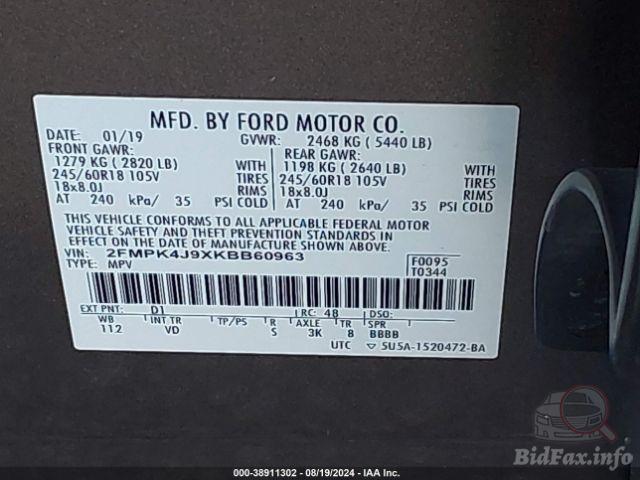 MFD. BY FORD MOTOR CO.
DATE: 01/19 GVWR: 2468 KG ( 5440 LB)
FRONT GAWR: REAR GAWR:
1279 KG ( 2820 LB) WITH 1198 KG ( 2640 LB) WITH
245/60R18 105V TIRES 245/60R18 105V TIRES
18x8.0J RIMS 18x8.0J RIMS
AT 240 kPa/ 35 PSI COLD AT 240 kPa/ 35 PSI COLD
THIS VEHICLE CONFORMS TO ALL APPLICABLE FEDERAL MOTOR
VEHICLE SAFETY AND THEFT PREVENTION STANDARDS IN
EFFECT ON THE DATE OF MANUFACTURE SHOWN ABOVE.
VIN: 2FMPK4J9XKBB60963 F0095
TYPE: MPV T0344
EXT PNT: D1 RC: 48 DSO:
WB INT TR TP/PS R AXLE TR SPR
112 VD S 3K 8 BBBB
UTC 5U5A-1520472-BA
BidFax.info
000-38911302 - 08/19/2024 - IAA Inc.